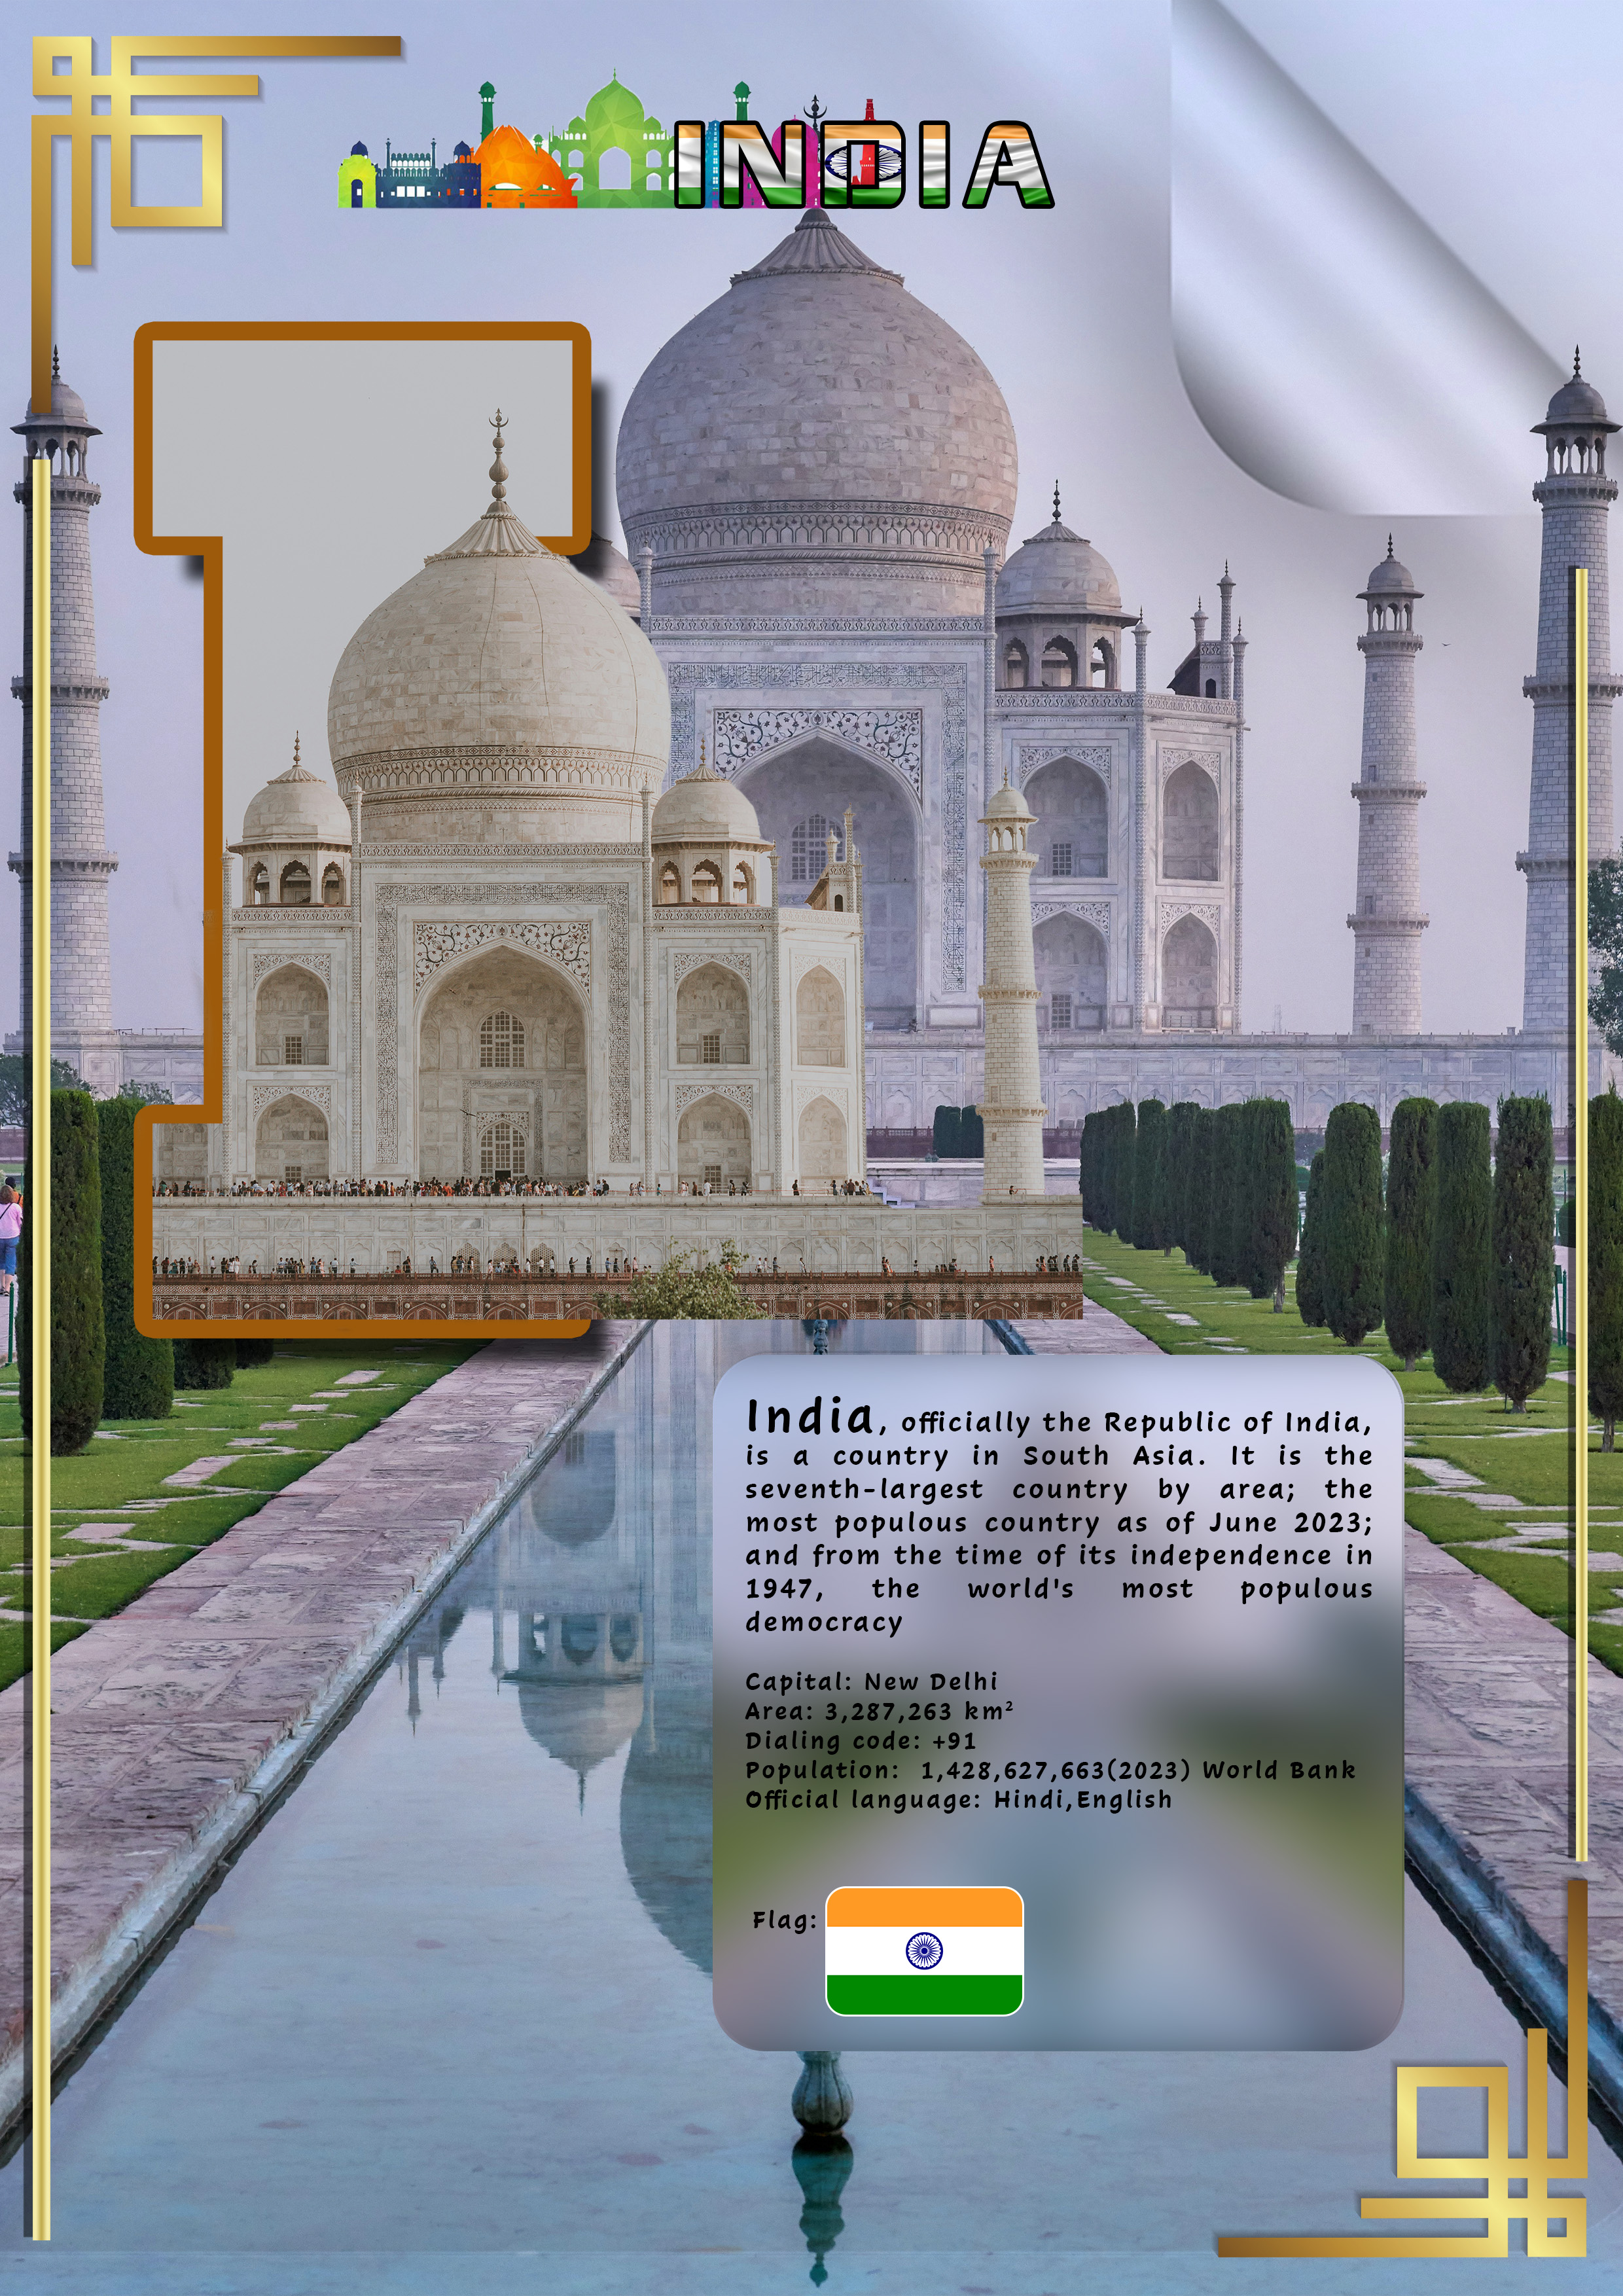 INDIA
India, officially the Republic of India,
is a country in South Asia. It is the
seventh-largest country by area; the
most populous country as of June 2023;
and from the time of its independence in
1947, the world's most populous
democracy
Capital: New Delhi
Area: 3,287,263 km²
Dialing code: +91
Population: 1,428,627,663(2023) World Bank
Official language: Hindi,English
Flag: